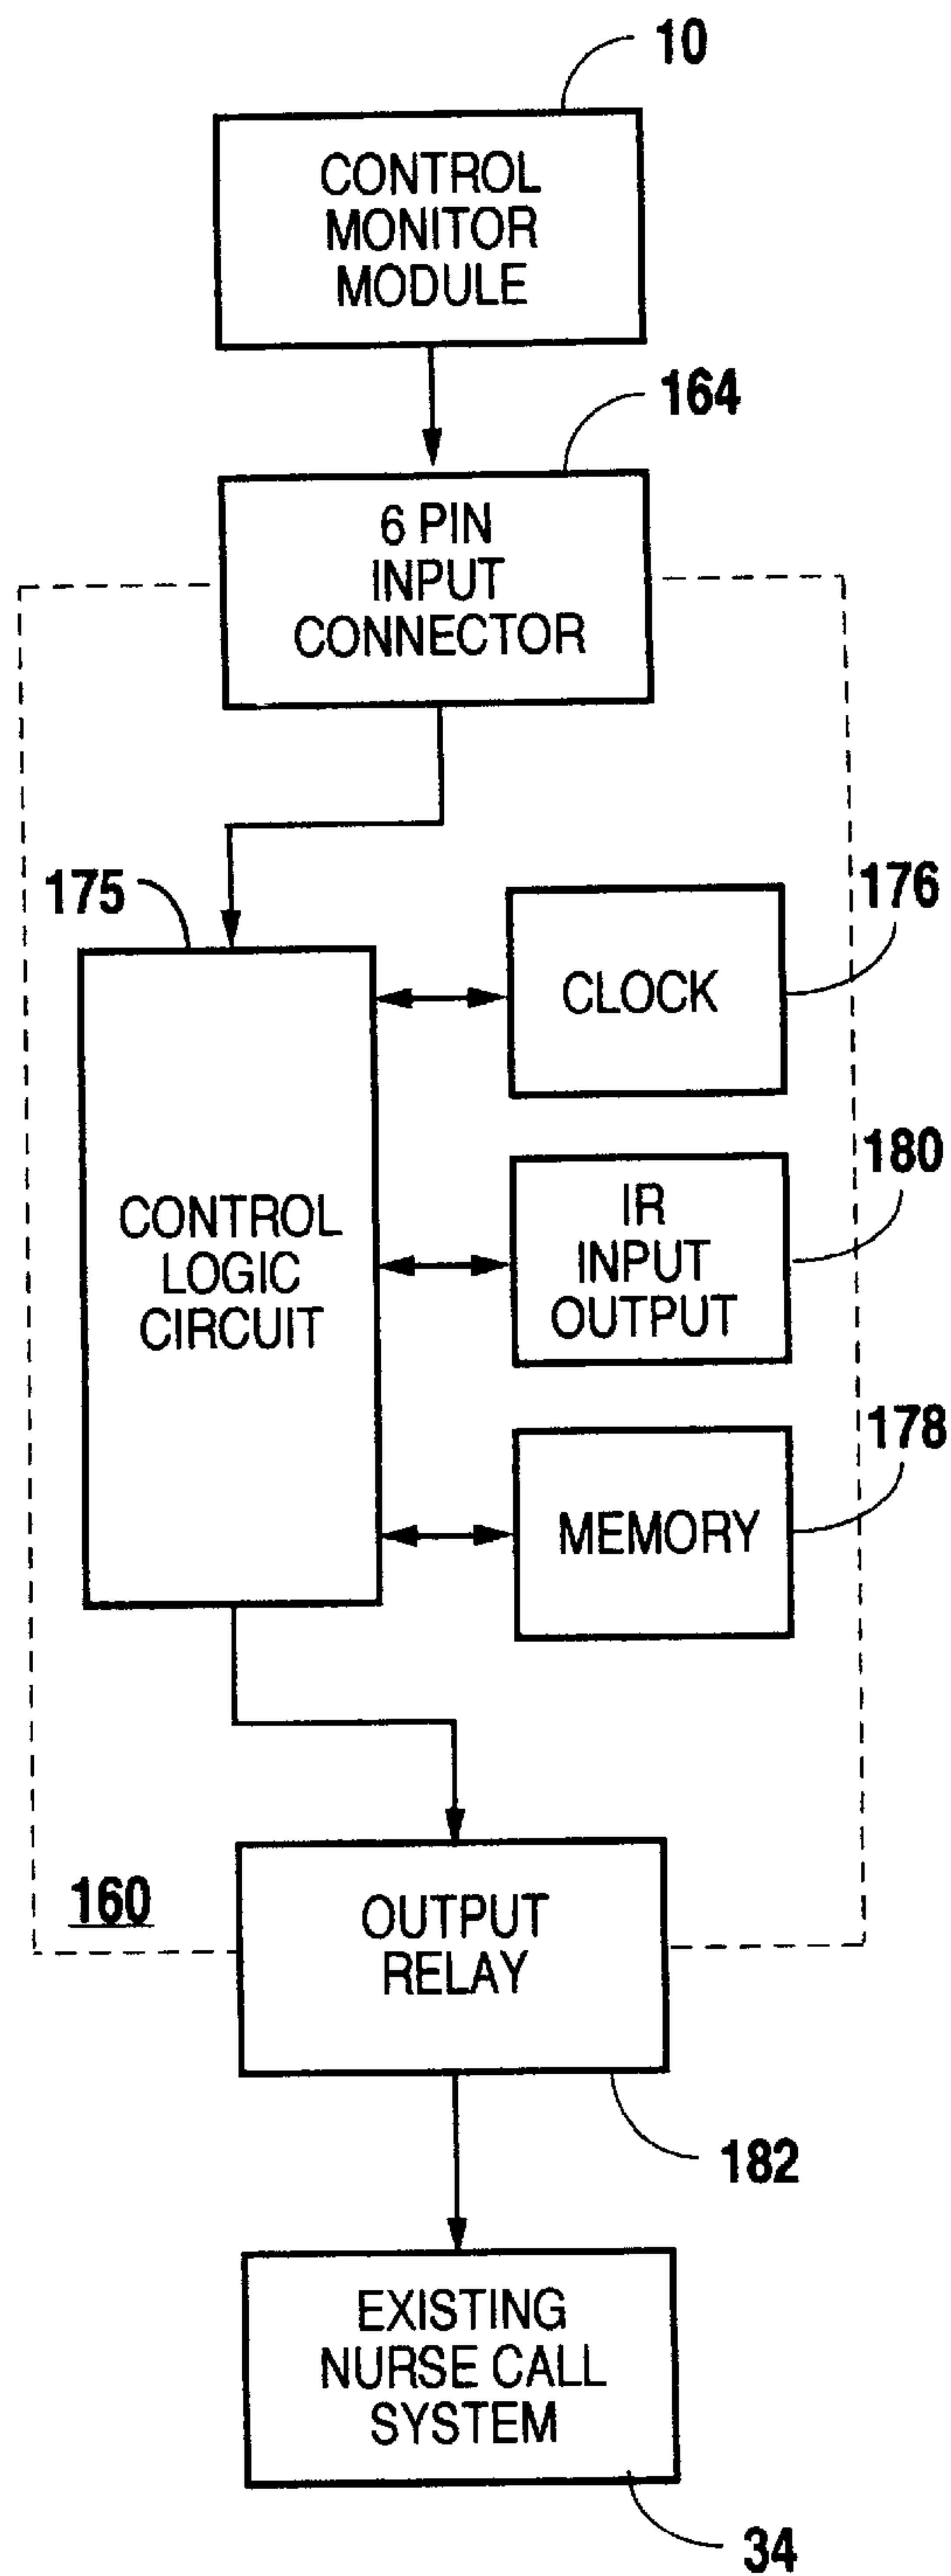 10
CONTROL
MONITOR
MODULE
164
6 PIN
INPUT
CONNECTOR
175
176
CLOCK
180
CONTROL
LOGIC
CIRCUIT
IR
INPUT
OUTPUT
178
MEMORY
160
OUTPUT
RELAY
182
EXISTING
NURSE CALL
SYSTEM
34